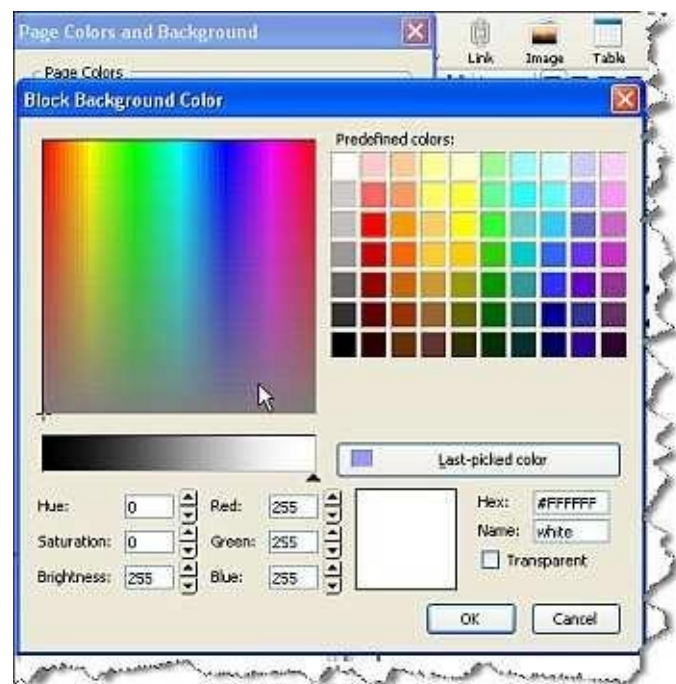 Page Colors and Background
Link Image Table
Page Colors
Block Background Color
Predefined colors:
Last-picked color
Hue: 0 Red: 255 Hex: #FFFFFF
Saturation: 0 Green: 255 Name: white
Transparent
Brightness: 255 Blue: 255
OK Cancel